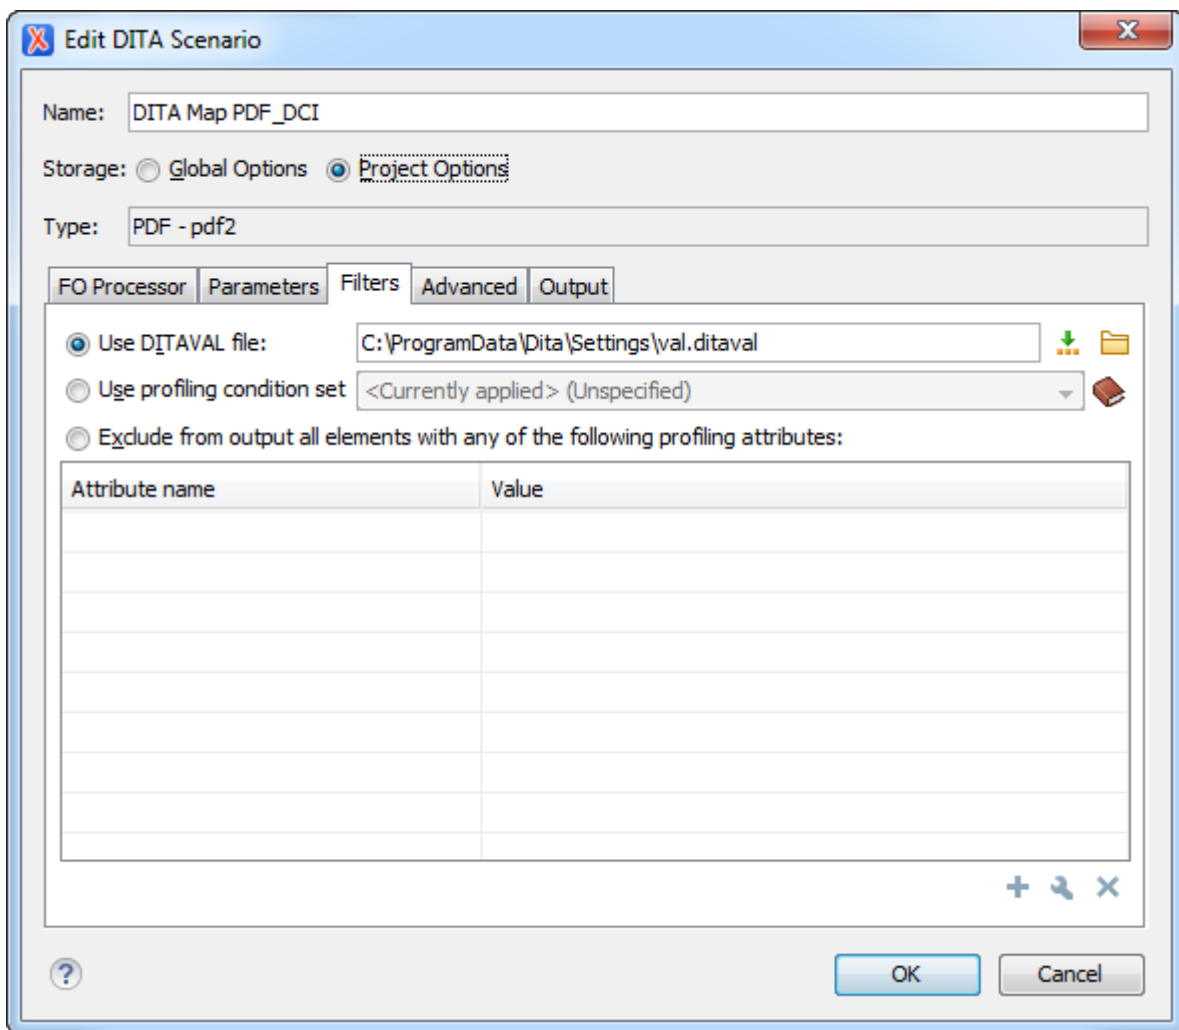 Edit DITA Scenario
Name: DITA Map PDF_DCI
Storage: Global Options Project Options
Type: PDF - pdf2
FO Processor Parameters Filters Advanced Output
Use DITAVAL file: C:\ProgramData\Dita\Settings\val.ditaval
Use profiling condition set <Currently applied> (Unspecified)
Exclude from output all elements with any of the following profiling attributes:
Attribute name Value
? OK Cancel